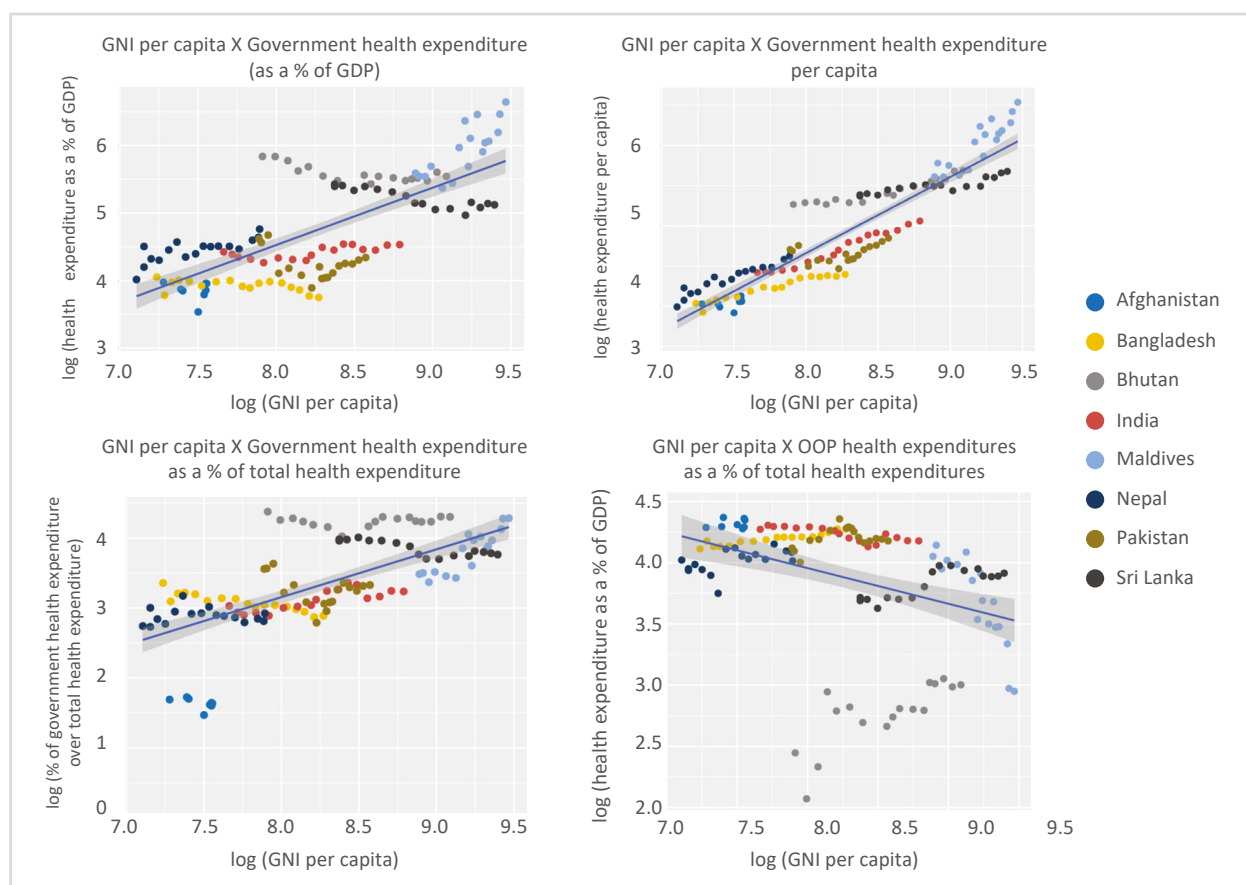 GNI per capita X Government health expenditure
(as a % of GDP)
log (health expenditure as a % of GDP)
6
5
4
3
7.0 7.5 8.0 8.5 9.0 9.5
log (GNI per capita)
GNI per capita X Government health expenditure
per capita
log (health expenditure per capita)
6
5
4
3
7.0 7.5 8.0 8.5 9.0 9.5
log (GNI per capita)
GNI per capita X Government health expenditure
as a % of total health expenditure
log (% of government health expenditure
over total health expenditure)
4
3
2
1
0
7.0 7.5 8.0 8.5 9.0 9.5
log (GNI per capita)
GNI per capita X OOP health expenditures
as a % of total health expenditures
log (health expenditure as a % of GDP)
4.5
4.0
3.5
3.0
2.5
2.0
7.0 7.5 8.0 8.5 9.0 9.5
log (GNI per capita)
Afghanistan
Bangladesh
Bhutan
India
Maldives
Nepal
Pakistan
Sri Lanka